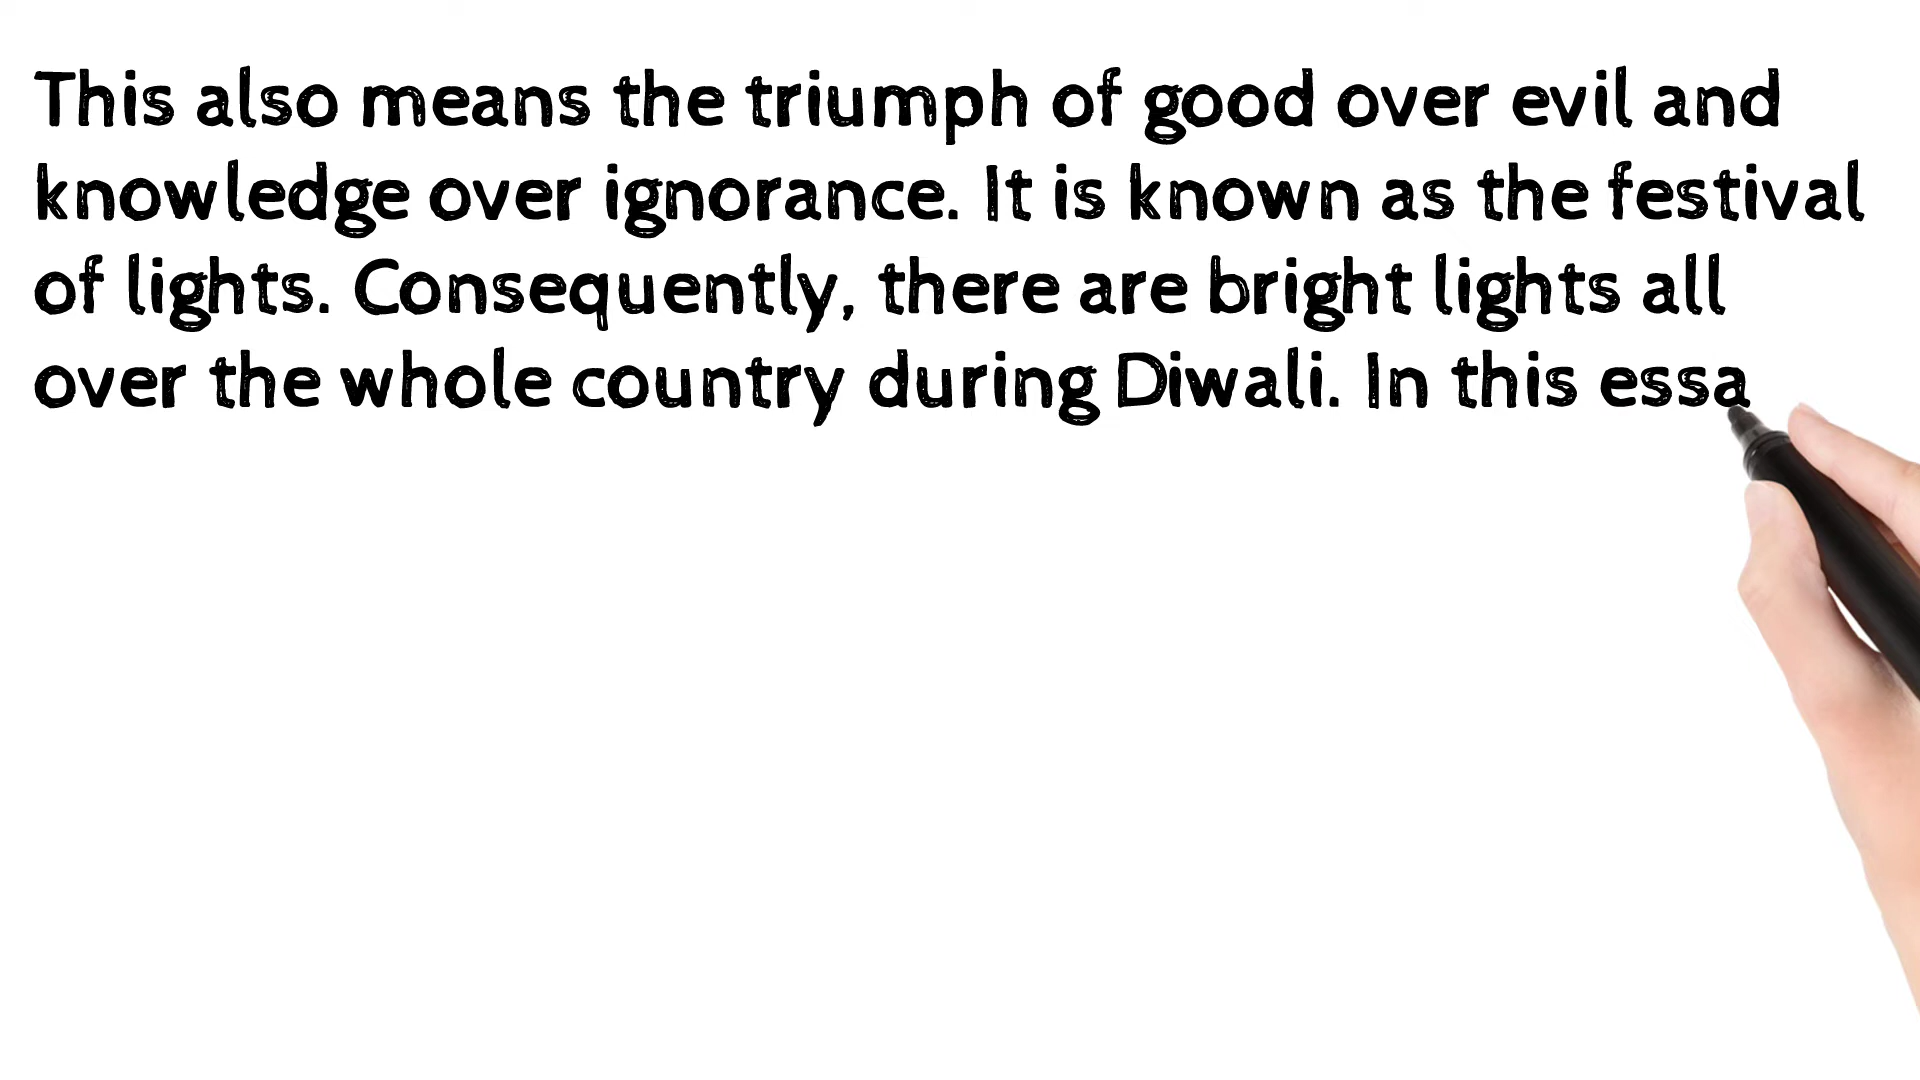 This also means the triumph of good over evil and
knowledge over ignorance. It is known as the festival
of lights. Consequently, there are bright lights all
over the whole country during Diwali. In this essa